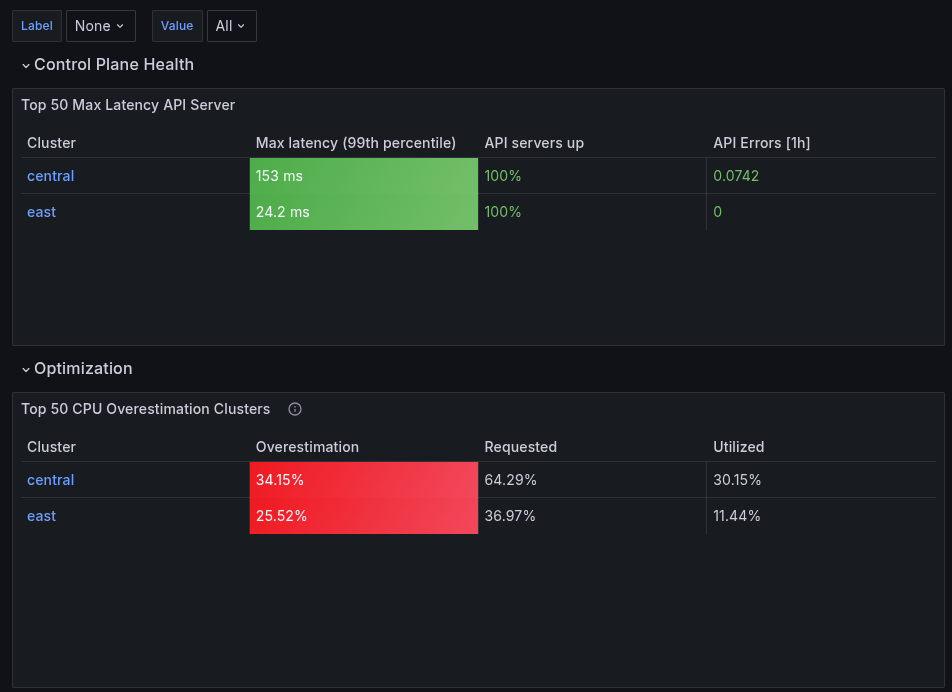 Label None Value All
Control Plane Health
Top 50 Max Latency API Server
Cluster Max latency (99th percentile) API servers up API Errors [1h]
central 153 ms 100% 0.0742
east 24.2 ms 100% 0
Optimization
Top 50 CPU Overestimation Clusters
Cluster Overestimation Requested Utilized
central 34.15% 64.29% 30.15%
east 25.52% 36.97% 11.44%